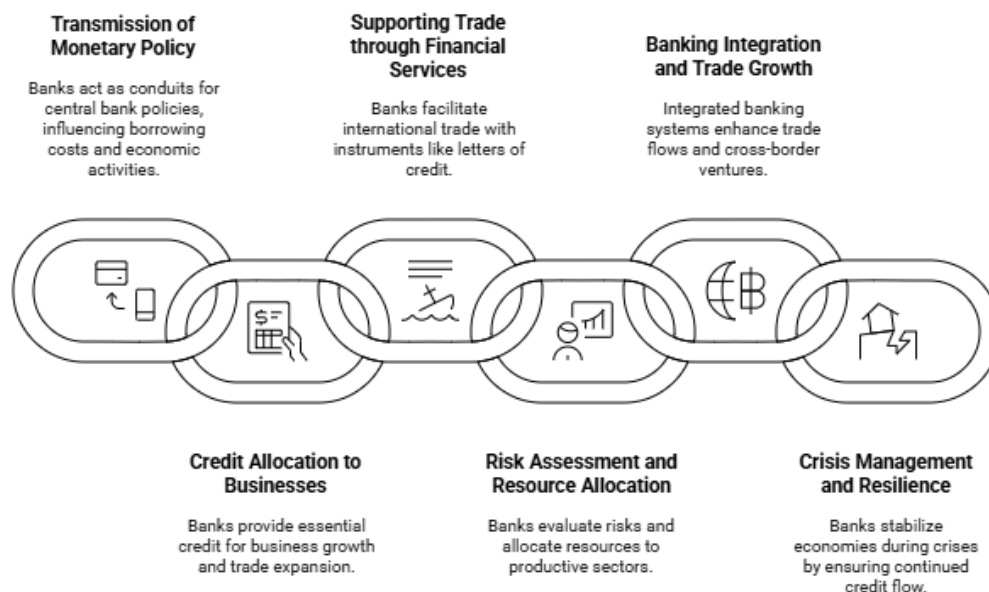 Transmission of
Monetary Policy
Banks act as conduits for
central bank policies,
influencing borrowing
costs and economic
activities.
Supporting Trade
through Financial
Services
Banks facilitate
international trade with
instruments like letters of
credit.
Banking Integration
and Trade Growth
Integrated banking
systems enhance trade
flows and cross-border
ventures.
$
B
Credit Allocation to
Businesses
Banks provide essential
credit for business growth
and trade expansion.
Risk Assessment and
Resource Allocation
Banks evaluate risks and
allocate resources to
productive sectors.
Crisis Management
and Resilience
Banks stabilize
economies during crises
by ensuring continued
credit flow.